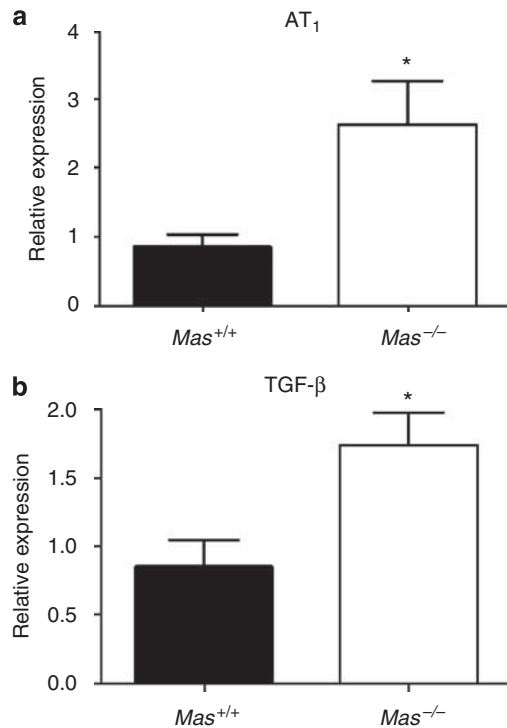 a
AT₁
Relative expression
4
3
2
1
0
*
Mas⁺/⁺
Mas⁻/⁻
b
TGF-β
Relative expression
2.0
1.5
1.0
0.5
0.0
*
Mas⁺/⁺
Mas⁻/⁻